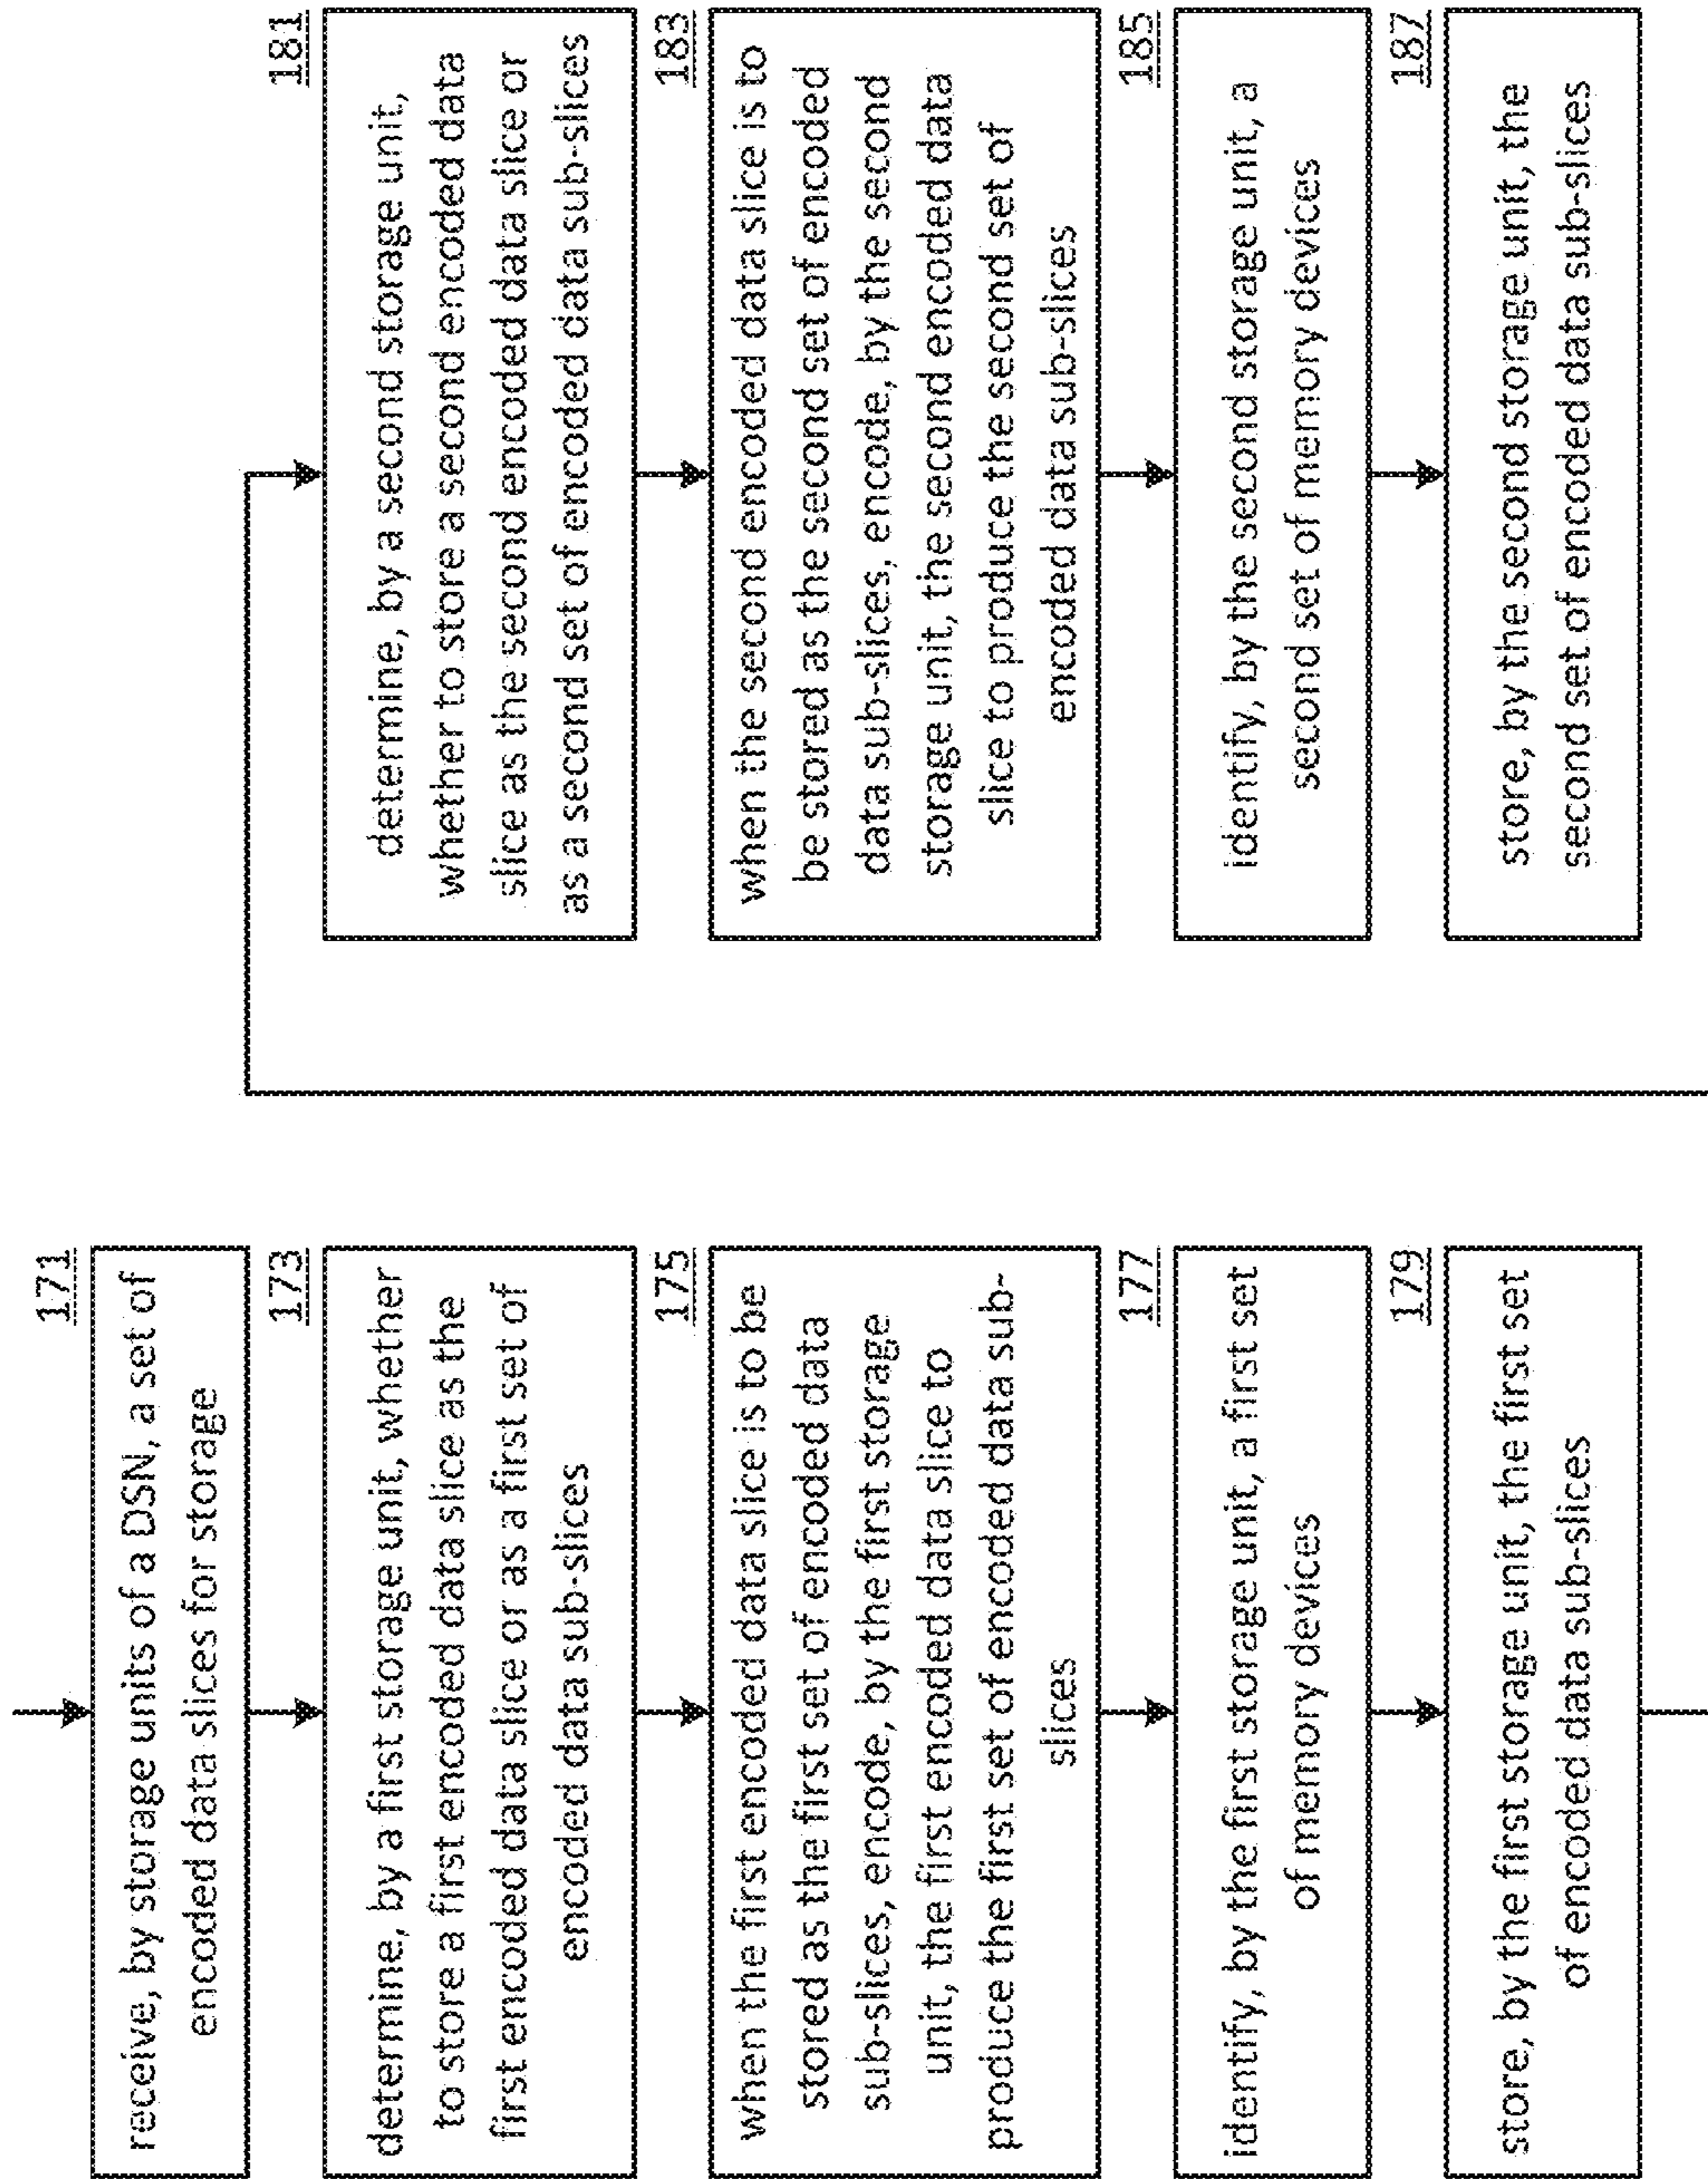 171
receive, by storage units of a DSN, a set of
encoded data slices for storage
173
determine, by a first storage unit, whether
to store a first encoded data slice as the
first encoded data slice or as a first set of
encoded data sub-slices
175
when the first encoded data slice is to be
stored as the first set of encoded data
sub-slices, encode, by the first storage
unit, the first encoded data slice to
produce the first set of encoded data sub-
slices
177
identify, by the first storage unit, a first set
of memory devices
179
store, by the first storage unit, the first set
of encoded data sub-slices
181
determine, by a second storage unit,
whether to store a second encoded data
slice as the second encoded data slice or
as a second set of encoded data sub-slices
183
when the second encoded data slice is to
be stored as the second set of encoded
data sub-slices, encode, by the second
storage unit, the second encoded data
slice to produce the second set of
encoded data sub-slices
185
identify, by the second storage unit, a
second set of memory devices
187
store, by the second storage unit, the
second set of encoded data sub-slices